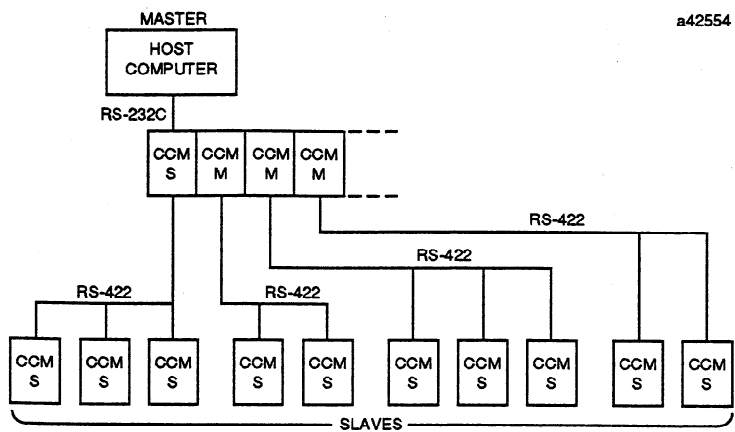 MASTER
a42554
HOST
COMPUTER
RS-232C
CCM CCM CCM CCM
S M M M
RS-422
RS-422
RS-422 RS-422
CCM CCM CCM CCM CCM CCM CCM CCM CCM CCM
S S S S S S S S S S
SLAVES